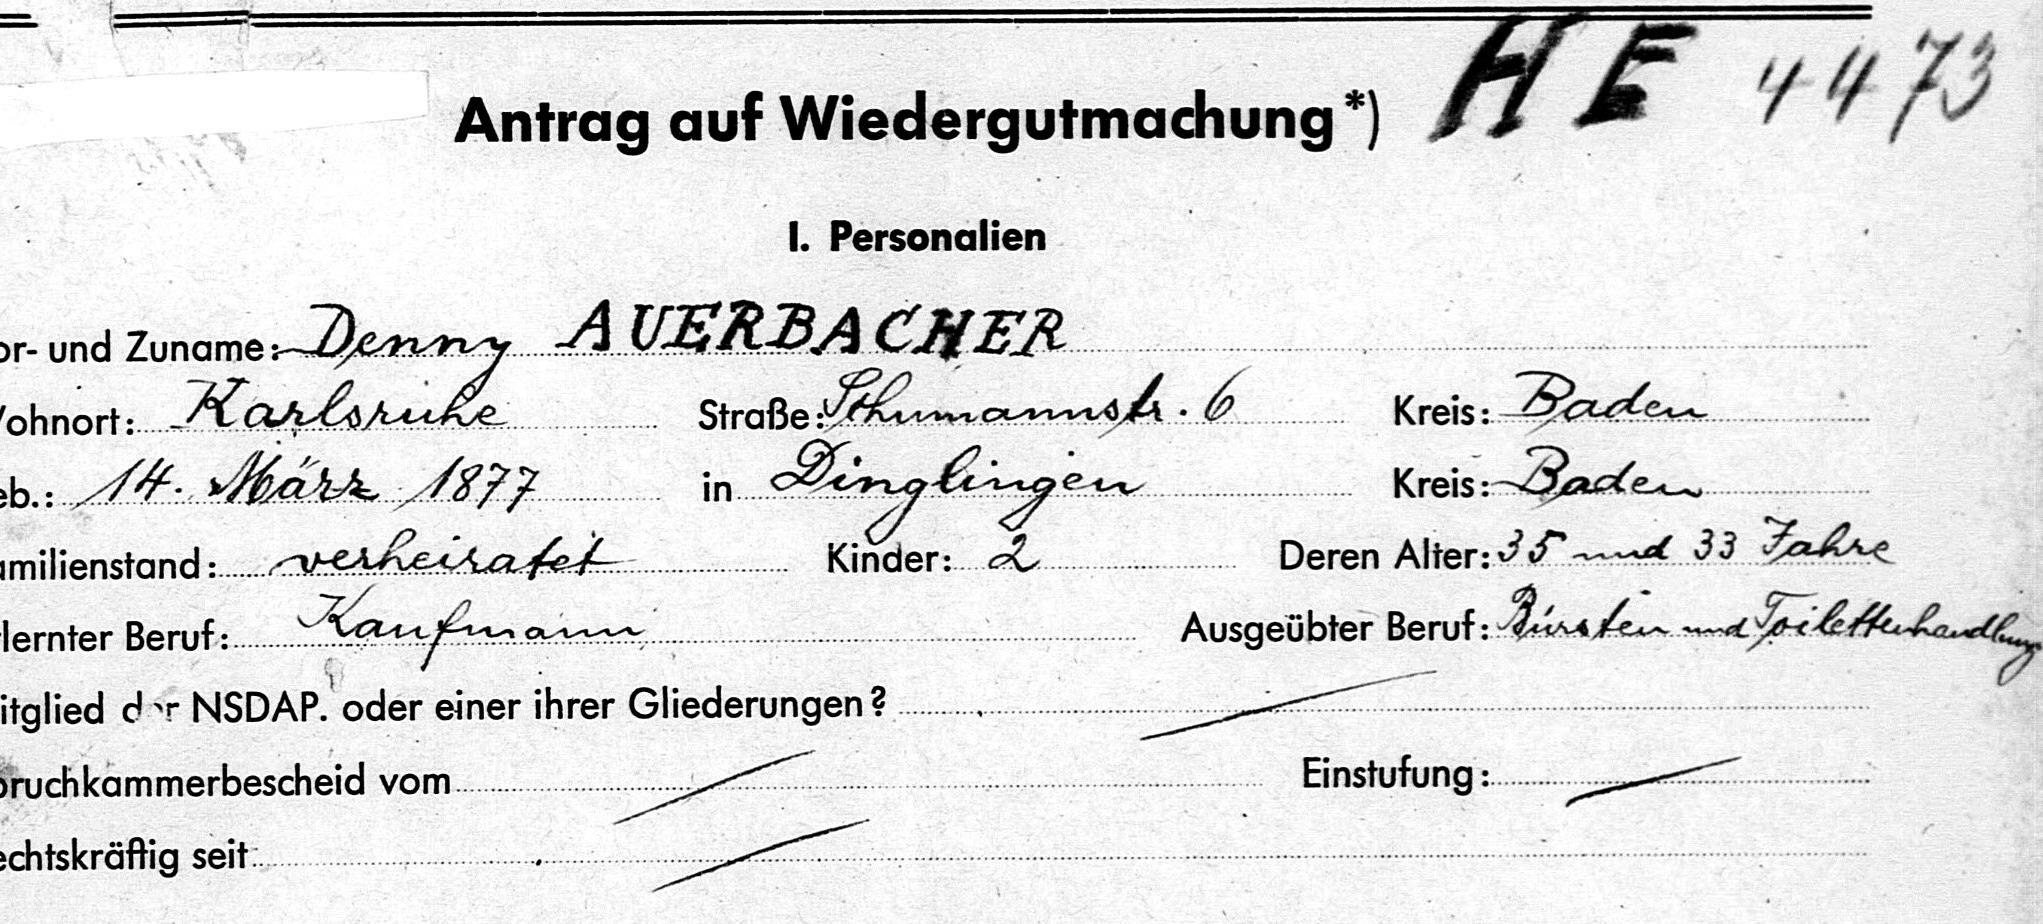 Antrag auf Wiedergutmachung*) HE 4473
I. Personalien
or- und Zuname: Denny AUERBACHER
Wohnort: Karlsruhe Straße: Schumannstr. 6 Kreis: Baden
eb.: 14. März 1877 in Dinglingen Kreis: Baden
amilienstand: verheiratet Kinder: 2 Deren Alter: 35 und 33 Jahre
lernter Beruf: Kaufmann Ausgeübter Beruf: Bürsten und Toilettenhandlung
itglied der NSDAP. oder einer ihrer Gliederungen?
pruchkammerbescheid vom Einstufung:
echtskräftig seit